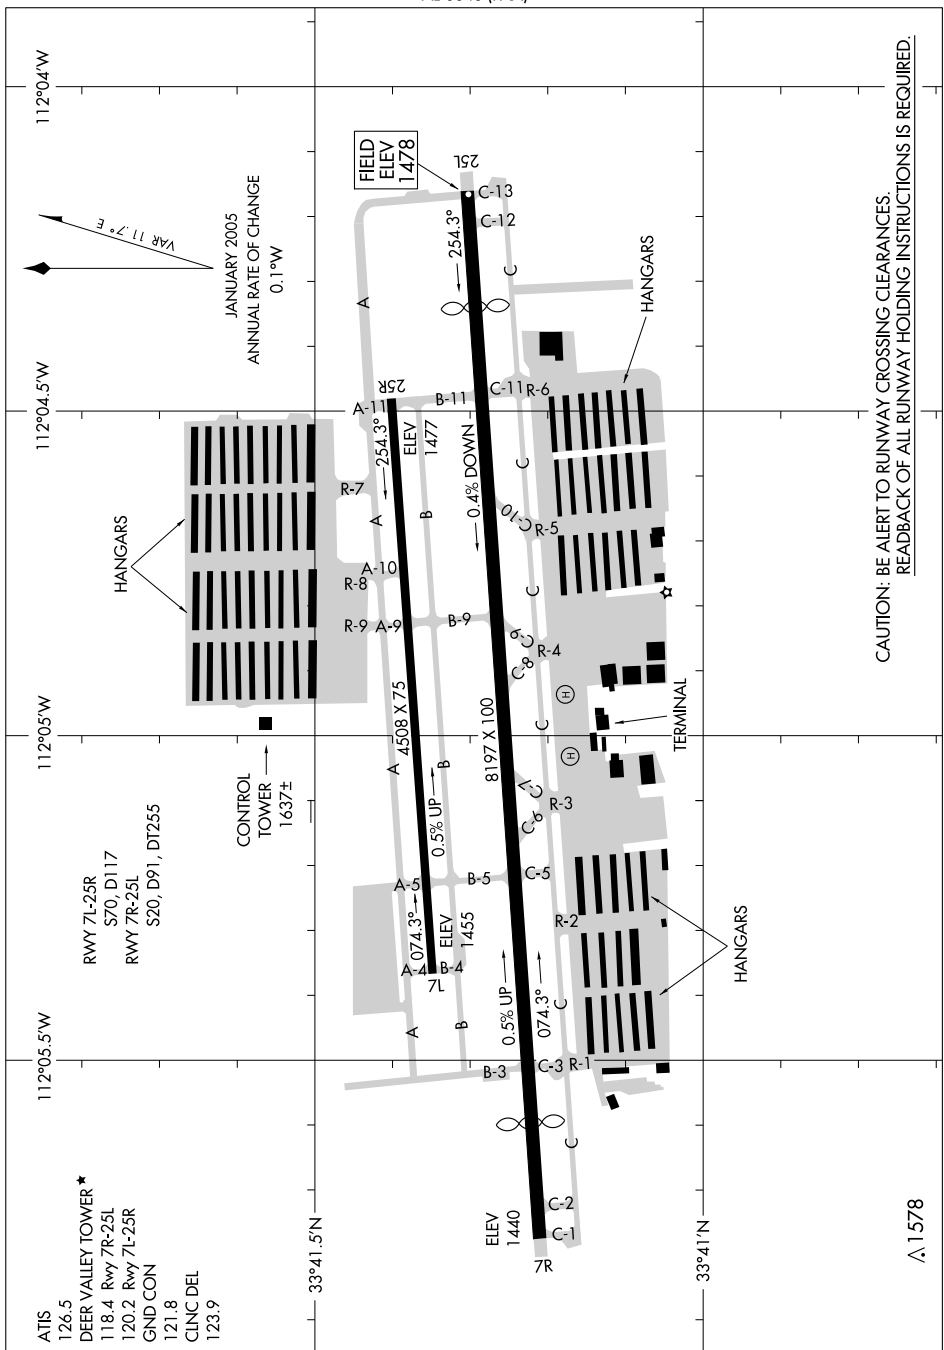 ATIS
126.5
DEER VALLEY TOWER★
118.4 Rwy 7R-25L
120.2 Rwy 7L-25R
GND CON
121.8
CLNC DEL
123.9
RWY 7L-25R
S70, D117
RWY 7R-25L
S20, D91, DT255
CONTROL
TOWER
1637±
HANGARS
JANUARY 2005
ANNUAL RATE OF CHANGE
0.1°W
VAR 11.7° E
112°05.5'W
112°05'W
112°04.5'W
112°04'W
FIELD
ELEV
1478
R-9
R-8
R-7
A
A
A
A
A-4
A-5
A-9
A-10
A-11
7L
074.3°
4508 X 75
254.3°
25R
ELEV
1455
0.5% UP
ELEV
1477
B
B
B
B-3
B-4
B-5
B-9
B-11
ELEV
1440
7R
0.5% UP
074.3°
8197 X 100
0.4% DOWN
254.3°
25L
C-1
C-2
C-3
C-5
C-6
C-7
C-8
C-9
C-10
C-11
C-12
C-13
C
C
C
C
C
C
R-1
R-2
R-3
R-4
R-5
R-6
H
H
HANGARS
TERMINAL
HANGARS
33°41.5'N
33°41'N
1578
CAUTION: BE ALERT TO RUNWAY CROSSING CLEARANCES.
READBACK OF ALL RUNWAY HOLDING INSTRUCTIONS IS REQUIRED.